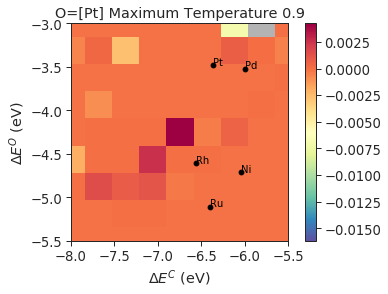 O=[Pt] Maximum Temperature 0.9
−3.0
−3.5
−4.0
−4.5
−5.0
−5.5
ΔE^O (eV)
Pt
Pd
Rh
Ni
Ru
−8.0 −7.5 −7.0 −6.5 −6.0 −5.5
ΔE^C (eV)
0.0025
0.0000
−0.0025
−0.0050
−0.0075
−0.0100
−0.0125
−0.0150